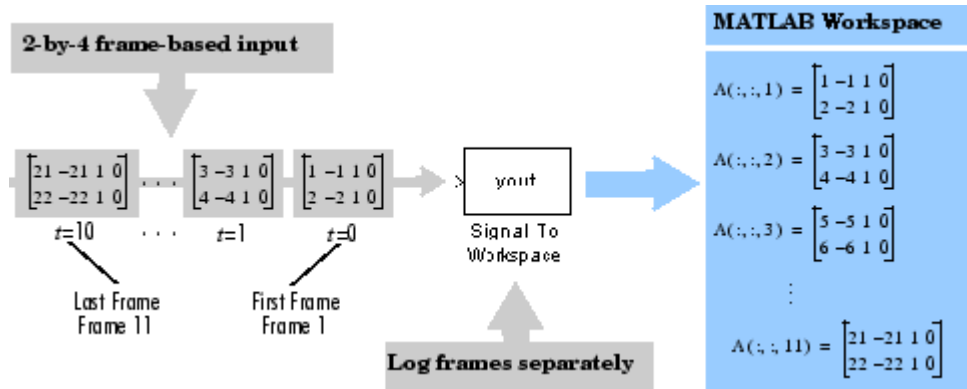 2-by-4 frame-based input
21 -21 1 0
22 -22 1 0
. . . .
3 -3 1 0
4 -4 1 0
1 -1 1 0
2 -2 1 0
t=10
. . . .
t=1
t=0
Last Frame
Frame 11
First Frame
Frame 1
> yout
Signal To
Workspace
Log frames separately
MATLAB Workspace
A(:,:,1) = [1 -1 1 0
2 -2 1 0]
A(:,:,2) = [3 -3 1 0
4 -4 1 0]
A(:,:,3) = [5 -5 1 0
6 -6 1 0]
⋮
A(:,:,11) = [21 -21 1 0
22 -22 1 0]